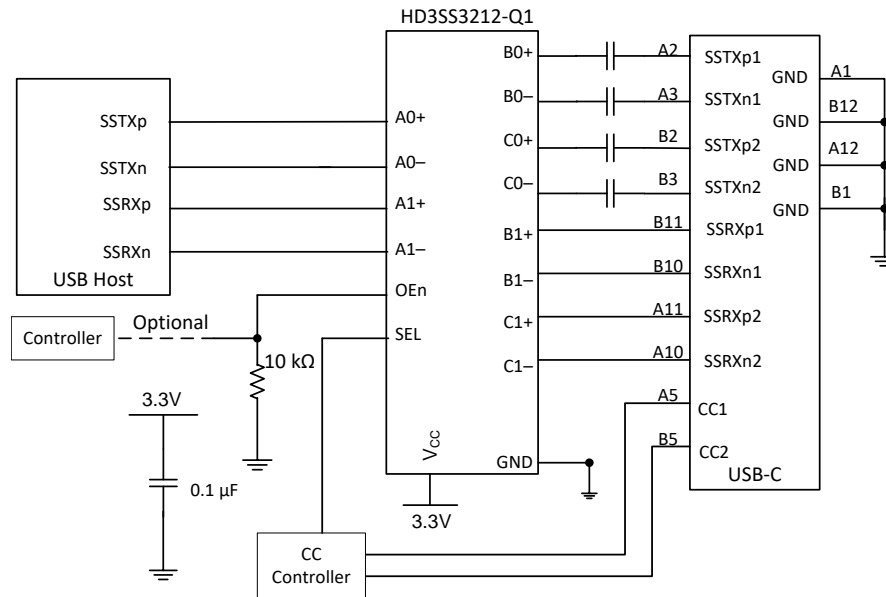 HD3SS3212-Q1
USB Host
SSTXp
SSTXn
SSRXp
SSRXn
A0+
A0–
A1+
A1–
OEn
SEL
B0+
B0–
C0+
C0–
B1+
B1–
C1+
C1–
VCC
GND
3.3V
A2
A3
B2
B3
B11
B10
A11
A10
A5
B5
SSTXp1
SSTXn1
SSTXp2
SSTXn2
SSRXp1
SSRXn1
SSRXp2
SSRXn2
CC1
CC2
USB-C
GND
GND
GND
GND
A1
B12
A12
B1
Controller
Optional
10 kΩ
3.3V
0.1 µF
CC
Controller